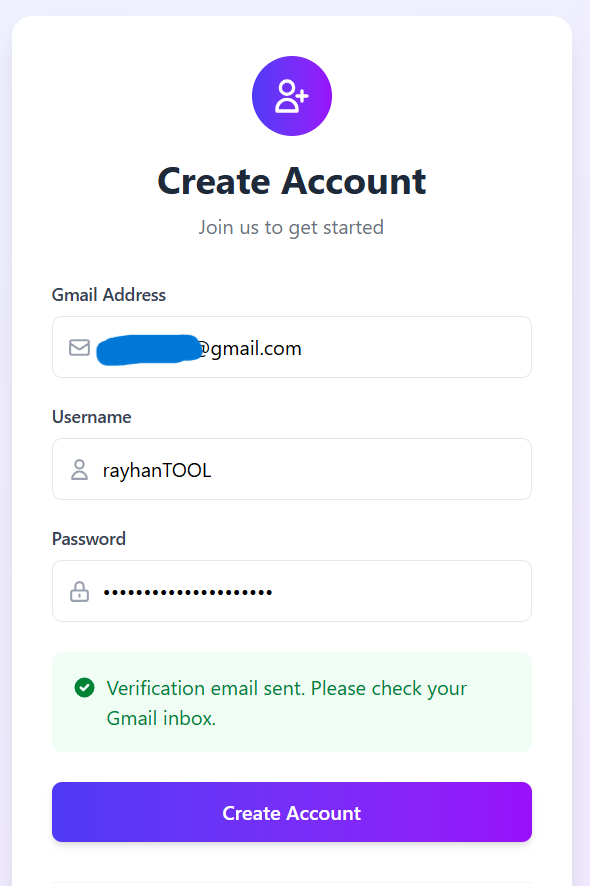 Create Account
Join us to get started
Gmail Address
@gmail.com
Username
rayhanTOOL
Password
•••••••••••••••••••••
Verification email sent. Please check your
Gmail inbox.
Create Account